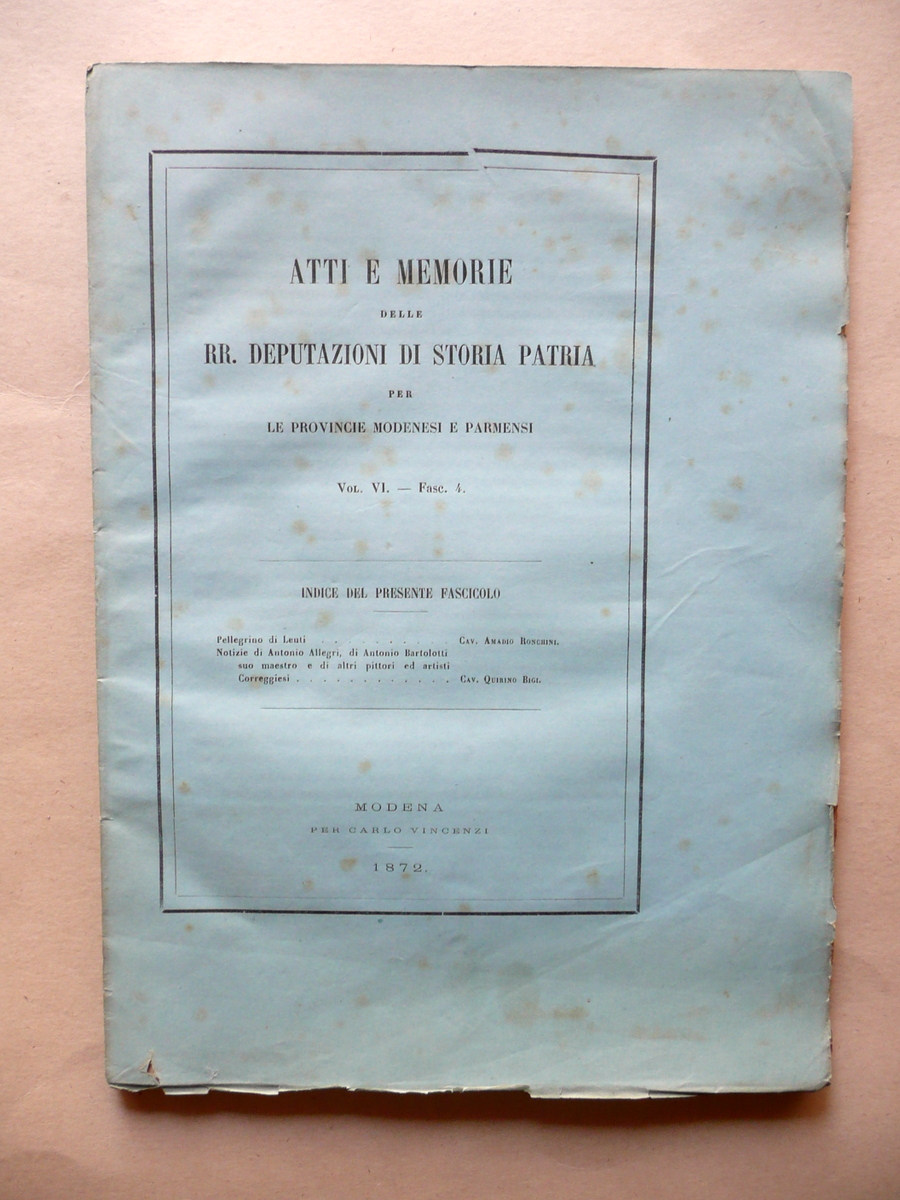 ATTI E MEMORIE
DELLE
RR. DEPUTAZIONI DI STORIA PATRIA
PER
LE PROVINCIE MODENESI E PARMENSI
VOL. VI. — FASC. 4.
INDICE DEL PRESENTE FASCICOLO
Pellegrino di Leuti . . . . . . . . . . CAV. AMADIO RONCHINI.
Notizie di Antonio Allegri, di Antonio Bartolotti
suo maestro e di altri pittori ed artisti
Correggiesi . . . . . . . . . . . . CAV. QUIRINO BIGI.
MODENA
PER CARLO VINCENZI
1872.